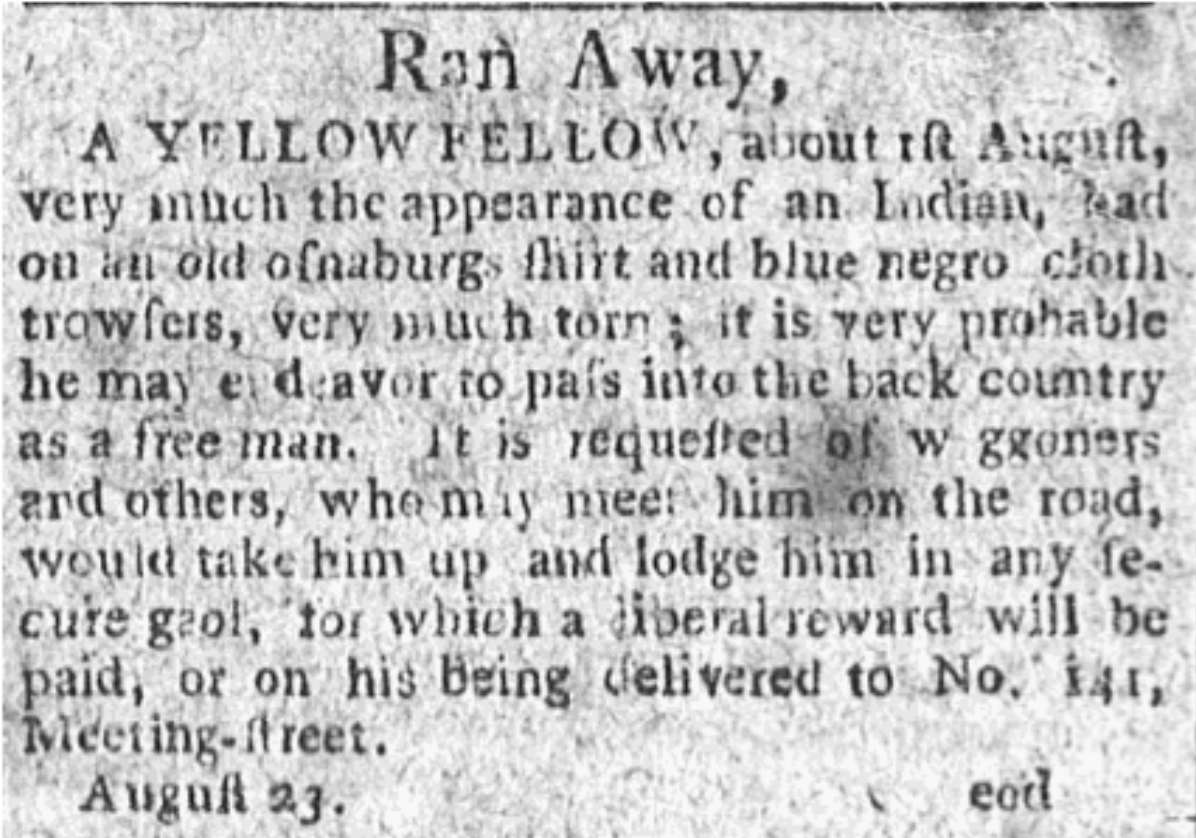 Ran Away,
A YELLOW FELLOW, about 1ſt Auguſt,
very much the appearance of an Indian, had
on an old oſnaburgs ſhirt and blue negro cloth
trowſers, very much torn; it is very probable
he may endeavor to paſs into the back country
as a free man. It is requeſted of w ggoners
and others, who may meet him on the road,
would take him up and lodge him in any ſe-
cure gaol, for which a liberal reward will be
paid, or on his being delivered to No. 141,
Meeting-ſtreet.
Auguſt 23. eod